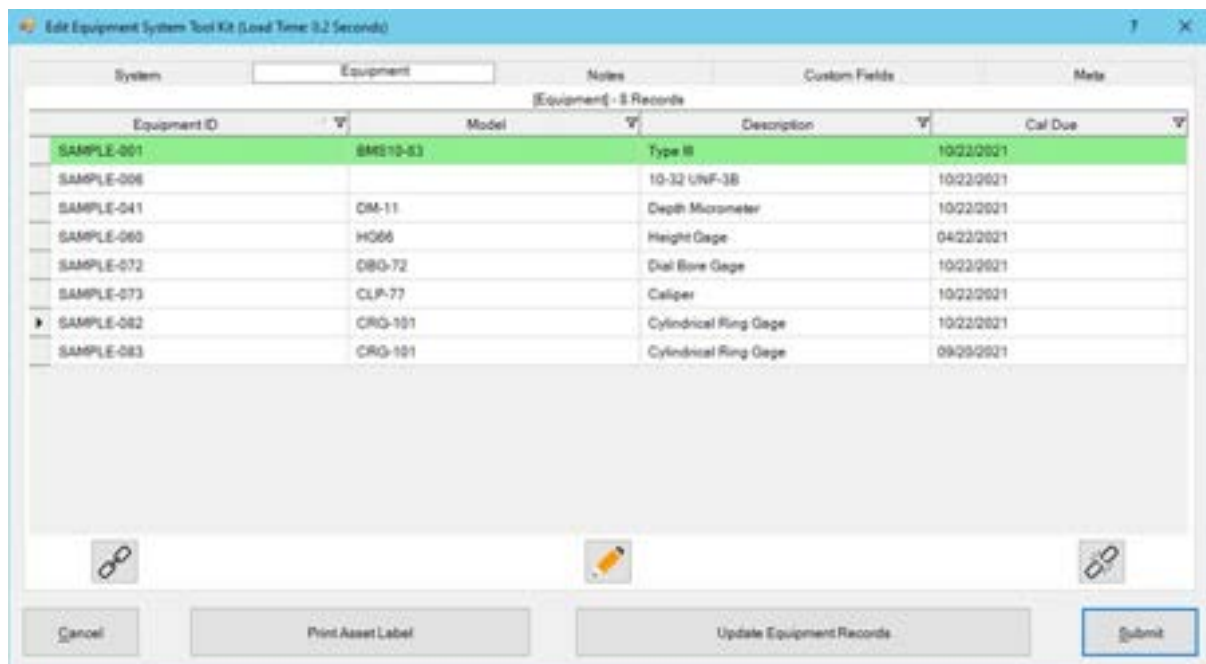 Edit Equipment System Tool Kit (Load Time: 0.2 Seconds) ? X
System Equipment Notes Custom Fields Meta
[Equipment] - 8 Records
Equipment ID Model Description Cal Due
SAMPLE-001 BMS10-83 Type III 10/22/2021
SAMPLE-006 10-32 UNF-3B 10/22/2021
SAMPLE-041 DM-11 Depth Micrometer 10/22/2021
SAMPLE-060 HG66 Height Gage 04/22/2021
SAMPLE-072 DBG-72 Dial Bore Gage 10/22/2021
SAMPLE-073 CLP-77 Caliper 10/22/2021
SAMPLE-082 CRG-101 Cylindrical Ring Gage 10/22/2021
SAMPLE-083 CRG-101 Cylindrical Ring Gage 09/20/2021
Cancel Print Asset Label Update Equipment Records Submit